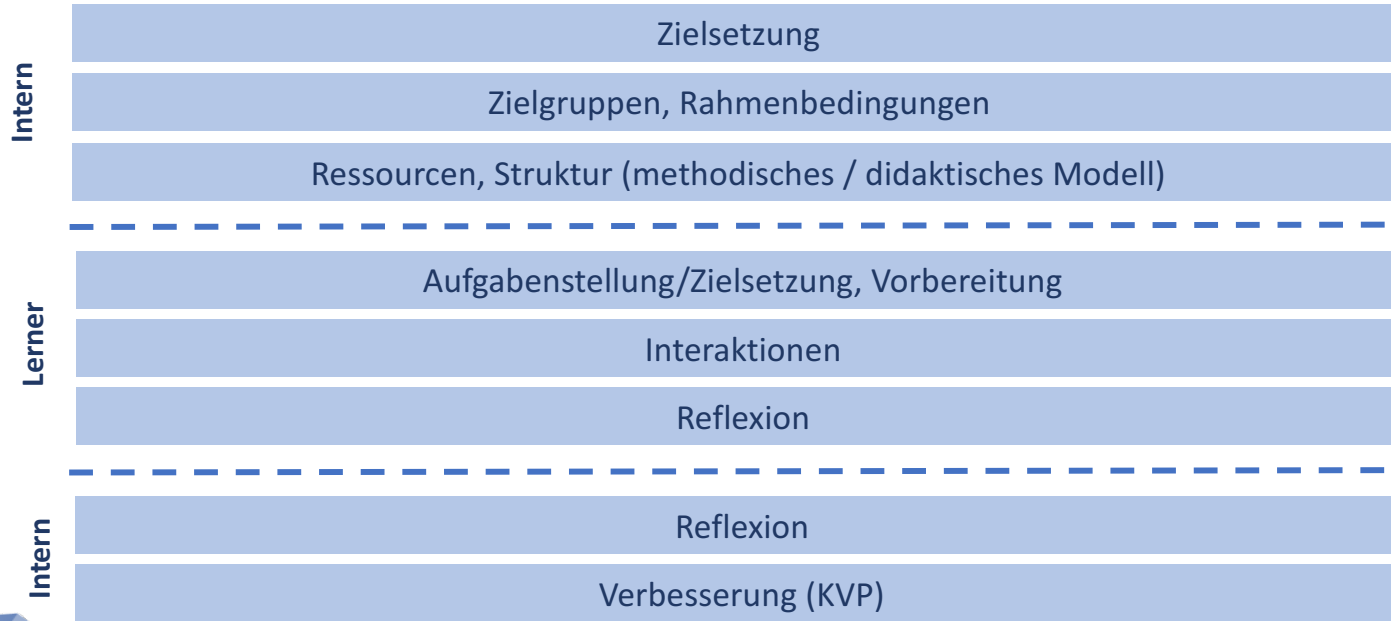 Intern
Zielsetzung
Zielgruppen, Rahmenbedingungen
Ressourcen, Struktur (methodisches / didaktisches Modell)
Lerner
Aufgabenstellung/Zielsetzung, Vorbereitung
Interaktionen
Reflexion
Intern
Reflexion
Verbesserung (KVP)